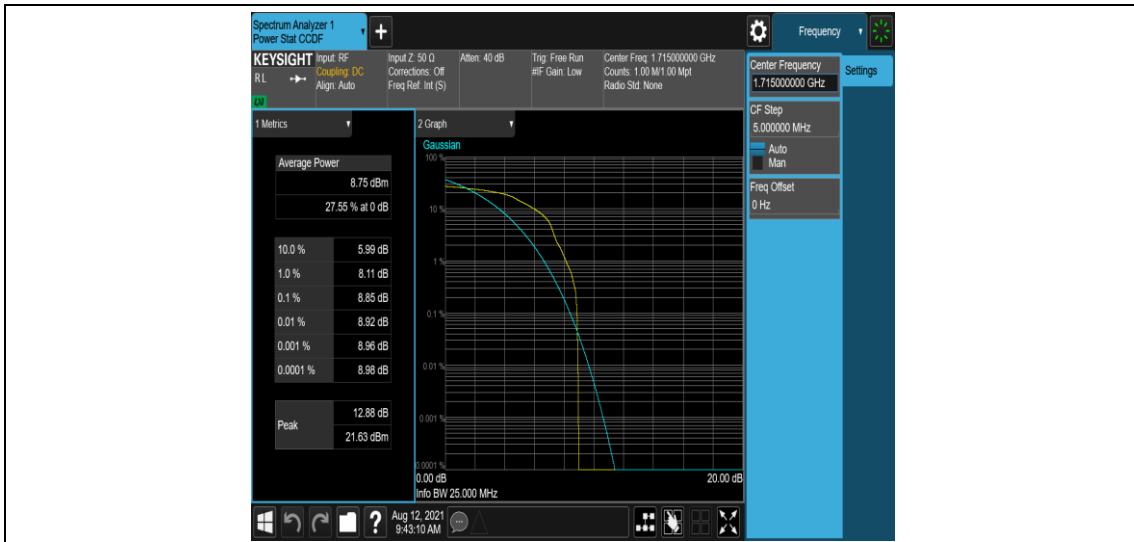 Spectrum Analyzer 1
Power Stat CCDF
+
Frequency
KEYSIGHT
RL
LM
Input: RF
Coupling: DC
Align: Auto
Input Z: 50 Ω
Corrections: Off
Freq Ref: Int (S)
Atten: 40 dB
Trig: Free Run
#IF Gain: Low
Center Freq: 1.715000000 GHz
Counts: 1.00 M/1.00 Mpt
Radio Std: None
Center Frequency
1.715000000 GHz
Settings
CF Step
5.000000 MHz
Auto
Man
Freq Offset
0 Hz
1 Metrics
Average Power
8.75 dBm
27.55 % at 0 dB
10.0 % 5.99 dB
1.0 % 8.11 dB
0.1 % 8.85 dB
0.01 % 8.92 dB
0.001 % 8.96 dB
0.0001 % 8.98 dB
Peak
12.88 dB
21.63 dBm
2 Graph
Gaussian
100 %
10 %
1 %
0.1 %
0.01 %
0.001 %
0.0001 %
0.00 dB 20.00 dB
Info BW 25.000 MHz
?
Aug 12, 2021
9:43:10 AM